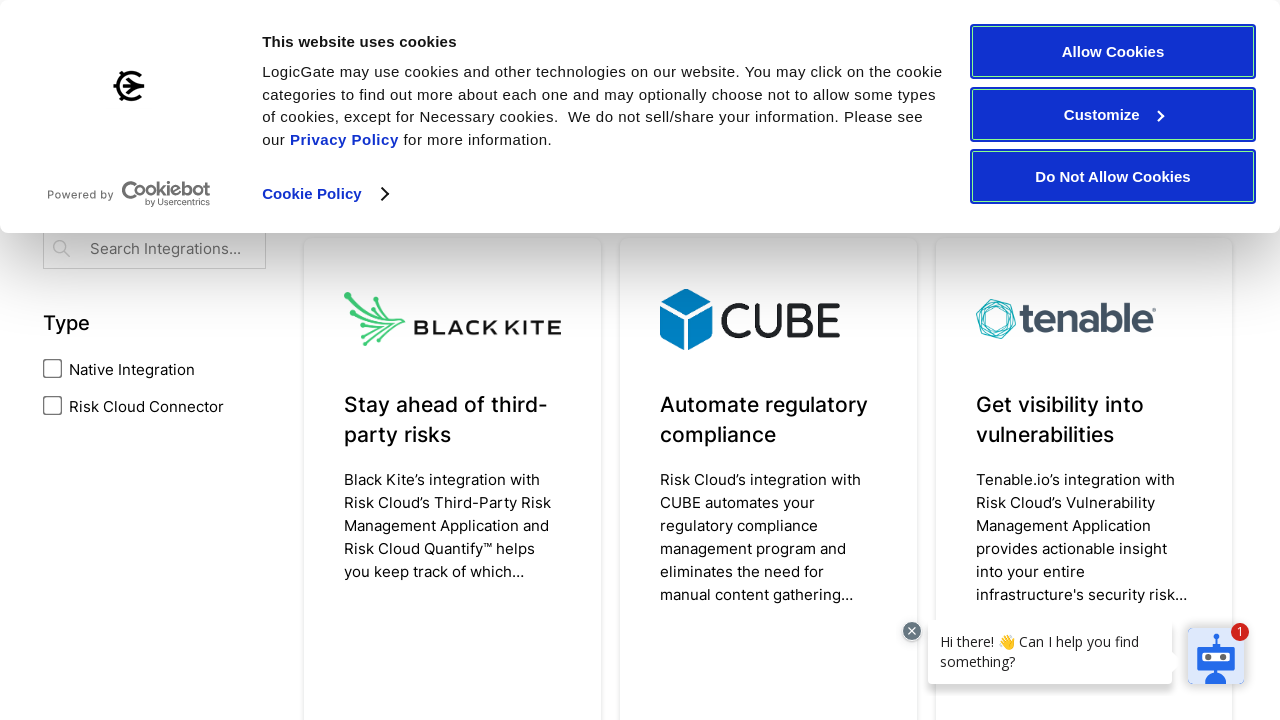 This website uses cookies
LogicGate may use cookies and other technologies on our website. You may click on the cookie
categories to find out more about each one and may optionally choose not to allow some types
of cookies, except for Necessary cookies.  We do not sell/share your information. Please see
our Privacy Policy for more information.
Cookie Policy
Powered by Cookiebot
by Usercentrics
Allow Cookies
Customize
Do Not Allow Cookies
Search Integrations...
Type
Native Integration
Risk Cloud Connector
BLACK KITE
Stay ahead of third-
party risks
Black Kite’s integration with
Risk Cloud’s Third-Party Risk
Management Application and
Risk Cloud Quantify™ helps
you keep track of which...
CUBE
Automate regulatory
compliance
Risk Cloud’s integration with
CUBE automates your
regulatory compliance
management program and
eliminates the need for
manual content gathering...
tenable®
Get visibility into
vulnerabilities
Tenable.io’s integration with
Risk Cloud’s Vulnerability
Management Application
provides actionable insight
into your entire
infrastructure's security risk...
Hi there! 👋 Can I help you find
something?
1